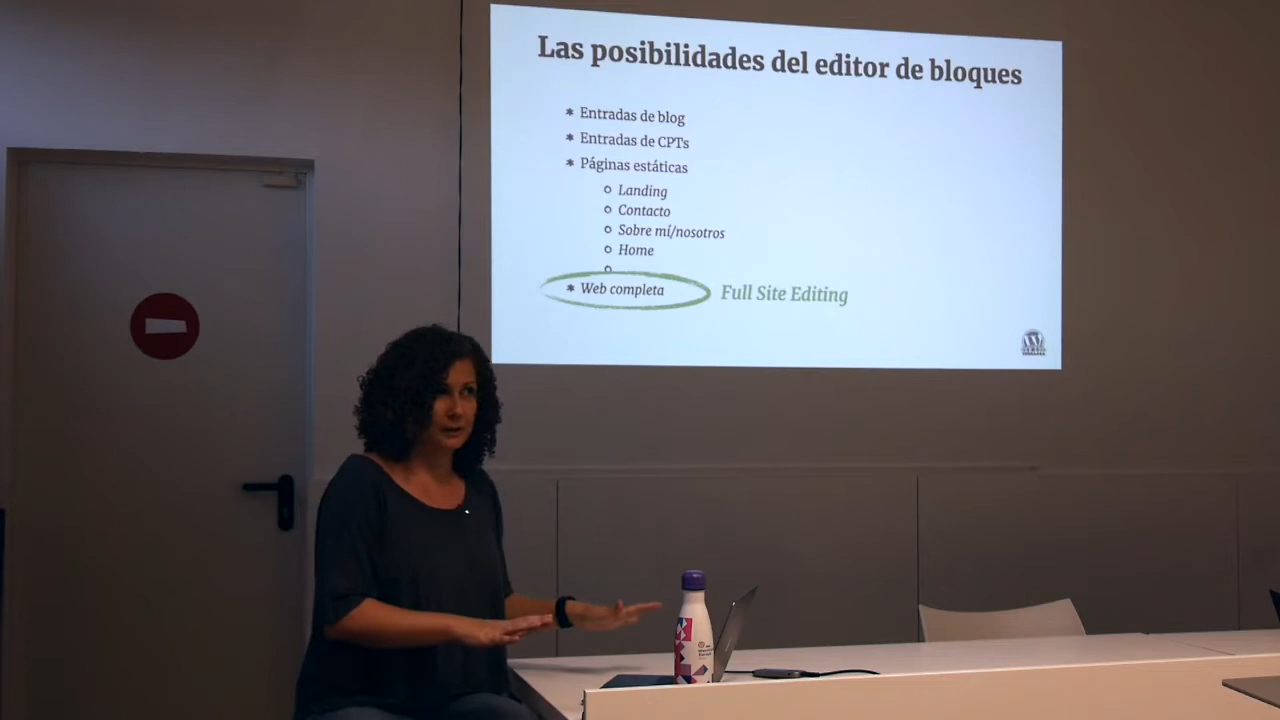 Las posibilidades del editor de bloques
* Entradas de blog
* Entradas de CPTs
* Páginas estáticas
Landing
Contacto
Sobre mí/nosotros
Home
* Web completa
Full Site Editing